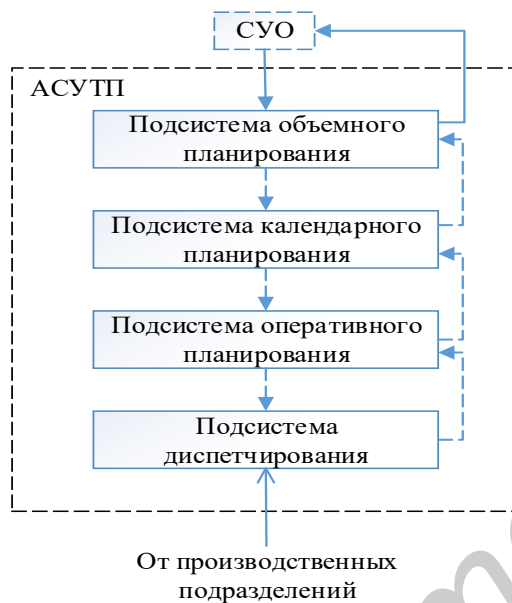 СУО
АСУТП
Подсистема объемного
планирования
Подсистема календарного
планирования
Подсистема оперативного
планирования
Подсистема
диспетчирования
От производственных
подразделений